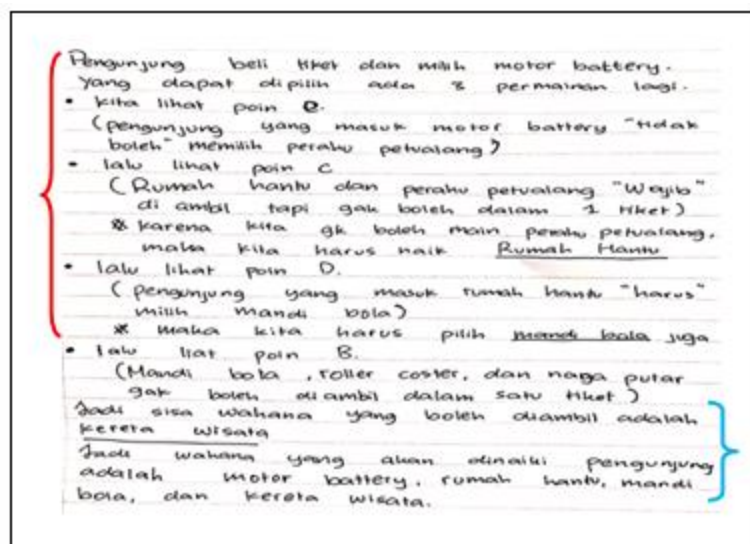 Pengunjung beli tiket dan milih motor battery.
Yang dapat dipilih ada 3 permainan lagi.
• kita lihat poin e.
(pengunjung yang masuk motor battery "tidak
boleh" memilih perahu petualang)
• lalu lihat poin C
(Rumah hantu dan perahu petualang "Wajib"
di ambil tapi gak boleh dalam 1 tiket)
* karena kita gk boleh main perahu petualang,
maka kita harus naik Rumah Hantu
• lalu lihat poin D.
(pengunjung yang masuk rumah hantu "harus"
milih mandi bola)
* maka kita harus pilih mandi bola juga
• lalu liat poin B.
(Mandi bola, roller coster, dan naga putar
gak boleh di ambil dalam satu tiket)
Jadi sisa wahana yang boleh diambil adalah
kereta wisata
Jadi wahana yang akan dinaiki pengunjung
adalah motor battery, rumah hantu, mandi
bola, dan kereta wisata.